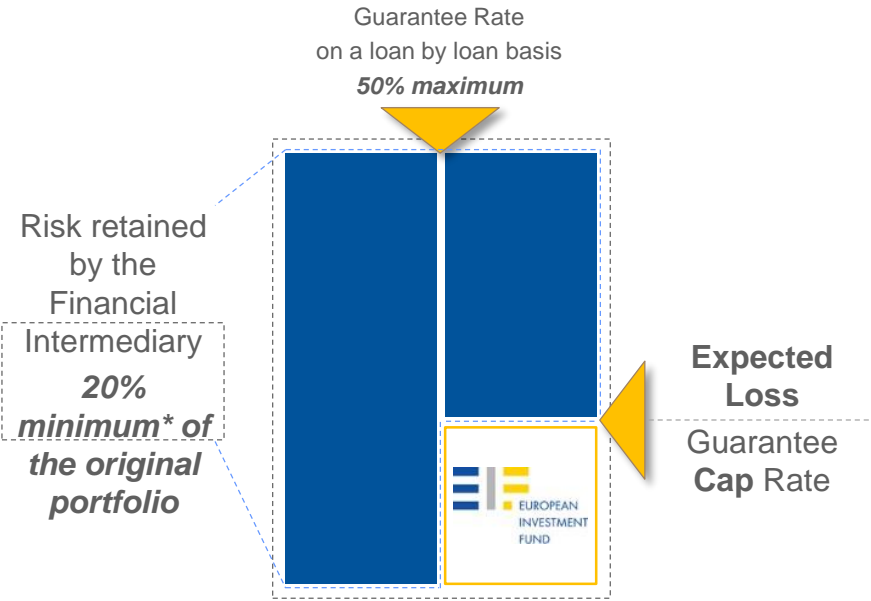 Guarantee Rate
on a loan by loan basis
50% maximum
Risk retained
by the
Financial
Intermediary
20%
minimum* of
the original
portfolio
Expected
Loss
Guarantee
Cap Rate
EIF
EUROPEAN
INVESTMENT
FUND